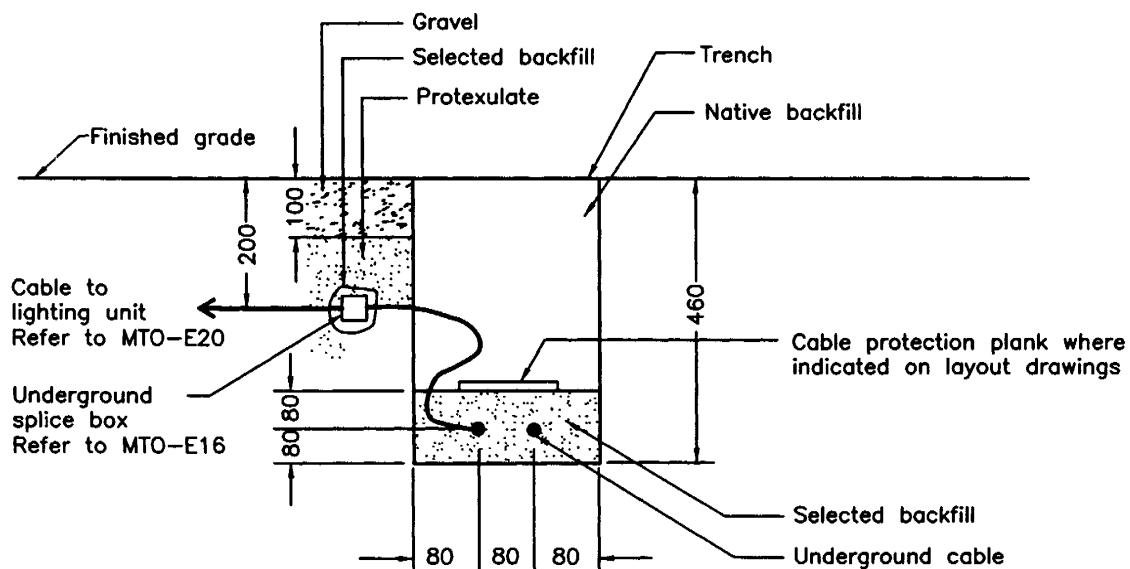 Gravel
Selected backfill
Protexulate
Trench
Native backfill
Finished grade
100
200
460
Cable to
lighting unit
Refer to MTO-E20
Cable protection plank where
indicated on layout drawings
Underground
splice box
Refer to MTO-E16
80
80
Selected backfill
Underground cable
80
80
80